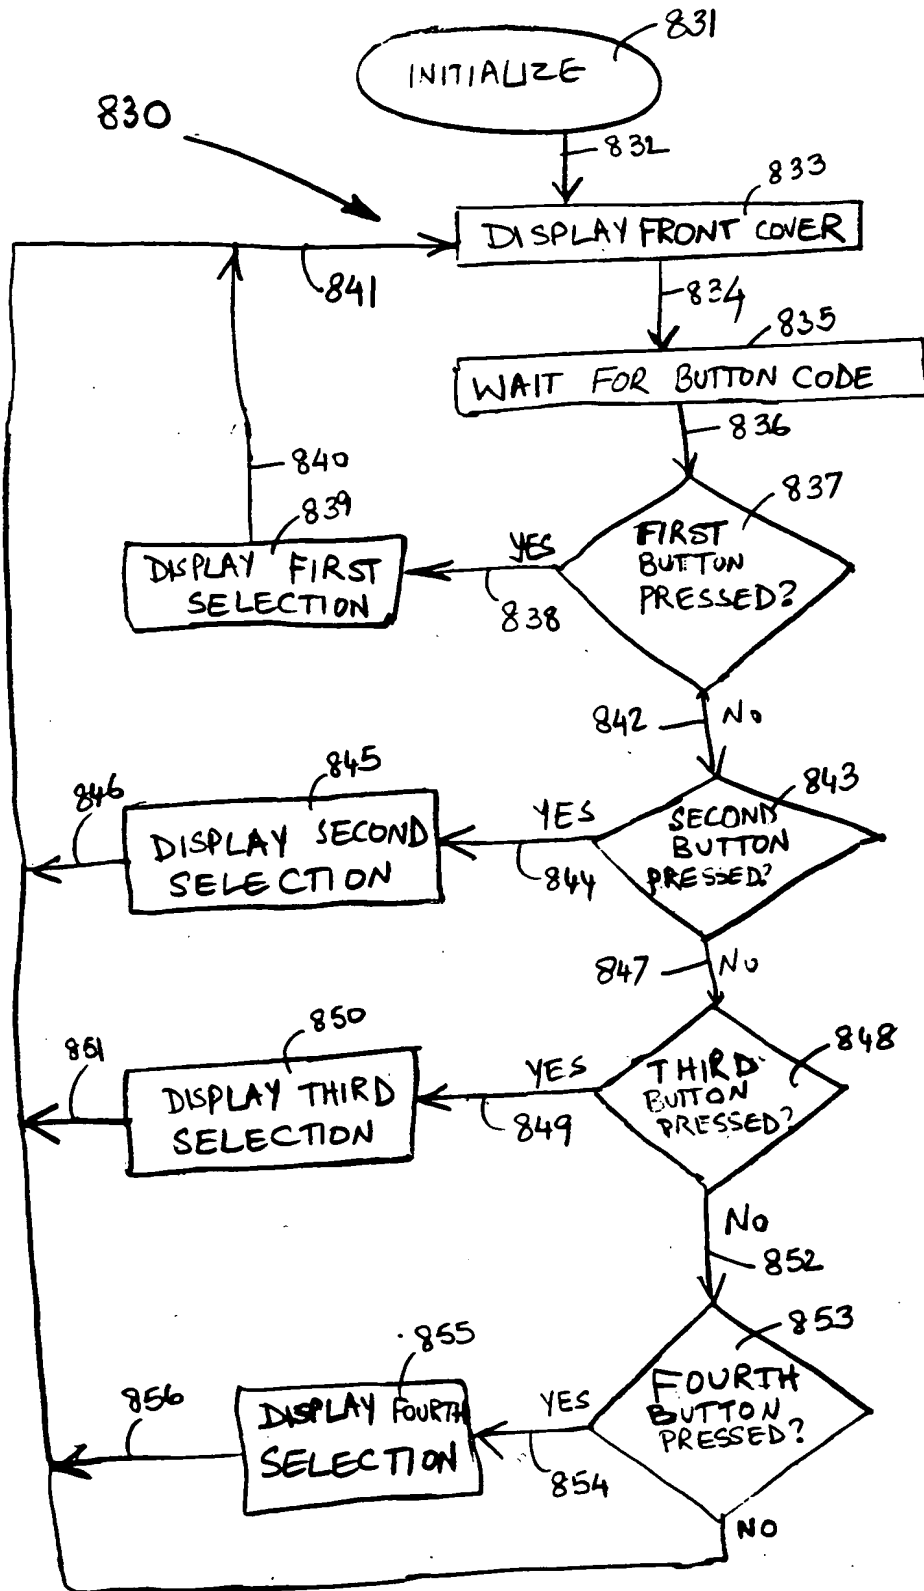 831
INITIALIZE
830
832
833
DISPLAY FRONT COVER
841
834
835
WAIT FOR BUTTON CODE
836
840
837
839
FIRST
BUTTON
PRESSED?
YES
DISPLAY FIRST
SELECTION
838
842
NO
845
843
846
YES
SECOND
BUTTON
PRESSED?
DISPLAY SECOND
SELECTION
844
847
NO
850
848
851
YES
THIRD
BUTTON
PRESSED?
DISPLAY THIRD
SELECTION
849
NO
852
853
855
856
YES
FOURTH
BUTTON
PRESSED?
DISPLAY FOURTH
SELECTION
854
NO